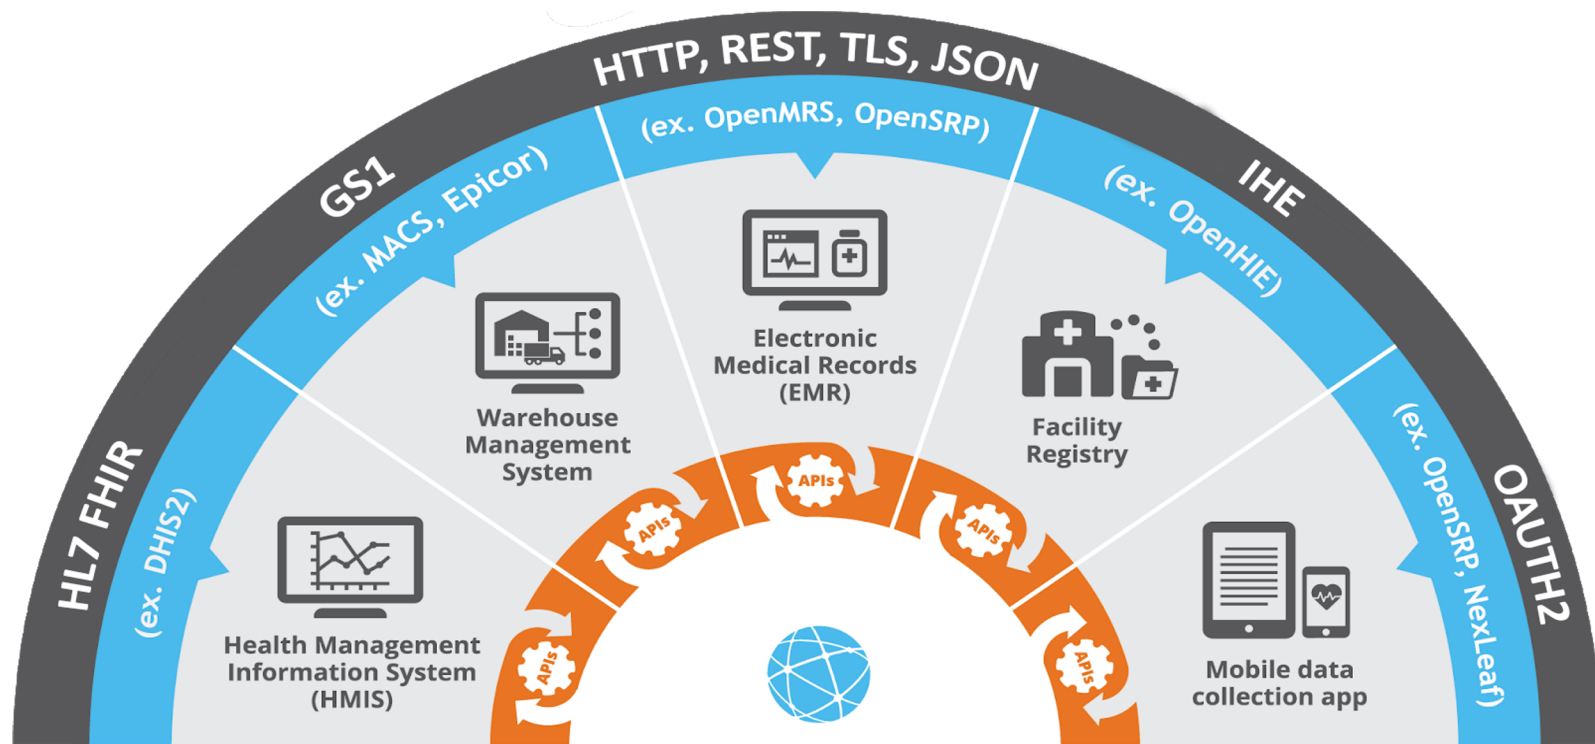 HTTP, REST, TLS, JSON
GS1
IHE
HL7 FHIR
OAUTH2
(ex. DHIS2)
(ex. MACS, Epicor)
(ex. OpenMRS, OpenSRP)
(ex. OpenHIE)
(ex. OpenSRP, NexLeaf)
Health Management
Information System
(HMIS)
Warehouse
Management
System
Electronic
Medical Records
(EMR)
Facility
Registry
Mobile data
collection app
APIs
APIs
APIs
APIs
APIs